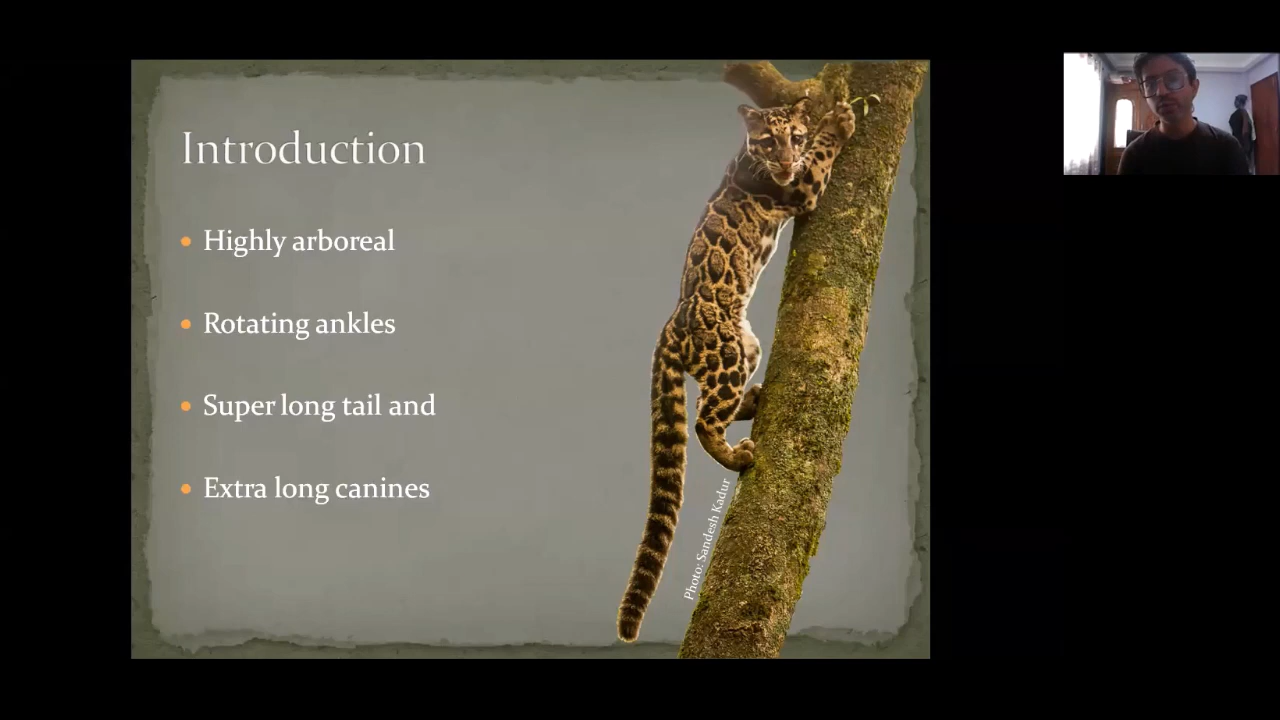 Introduction
Highly arboreal
Rotating ankles
Super long tail and
Extra long canines
Photo: Sandesh Kadur